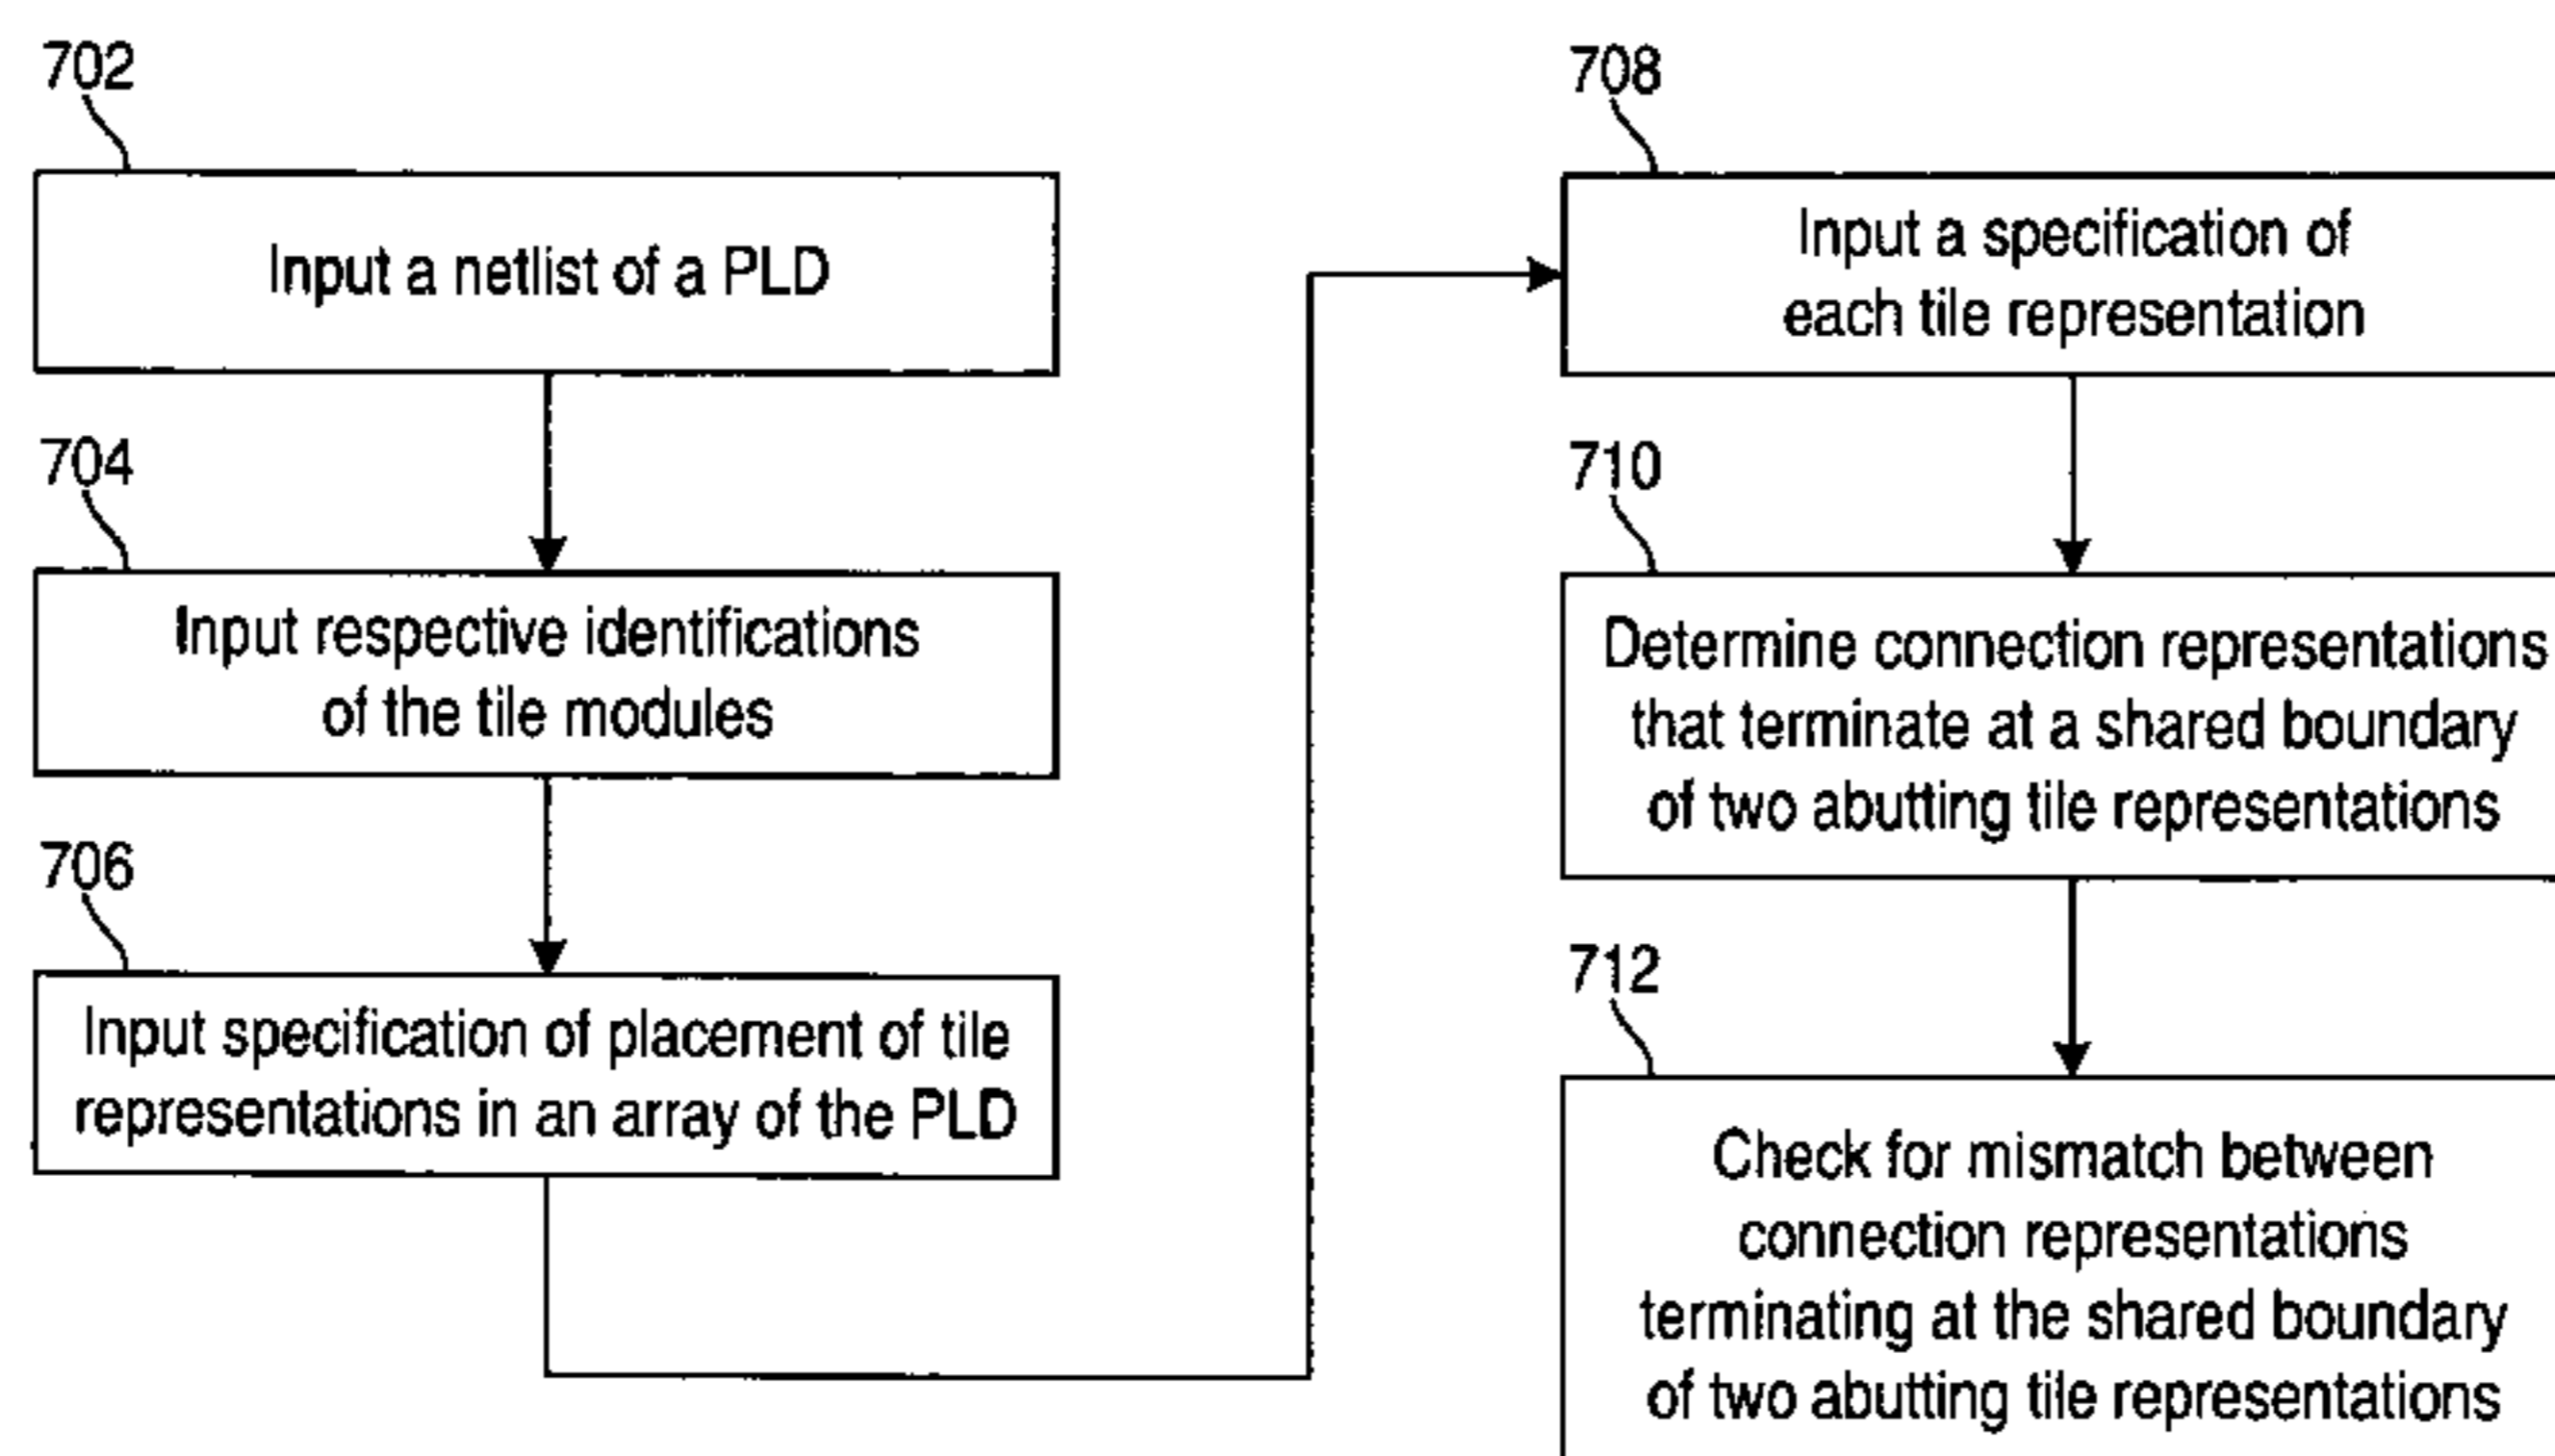 702
Input a netlist of a PLD
704
Input respective identifications
of the tile modules
706
Input specification of placement of tile
representations in an array of the PLD
708
Input a specification of
each tile representation
710
Determine connection representations
that terminate at a shared boundary
of two abutting tile representations
712
Check for mismatch between
connection representations
terminating at the shared boundary
of two abutting tile representations